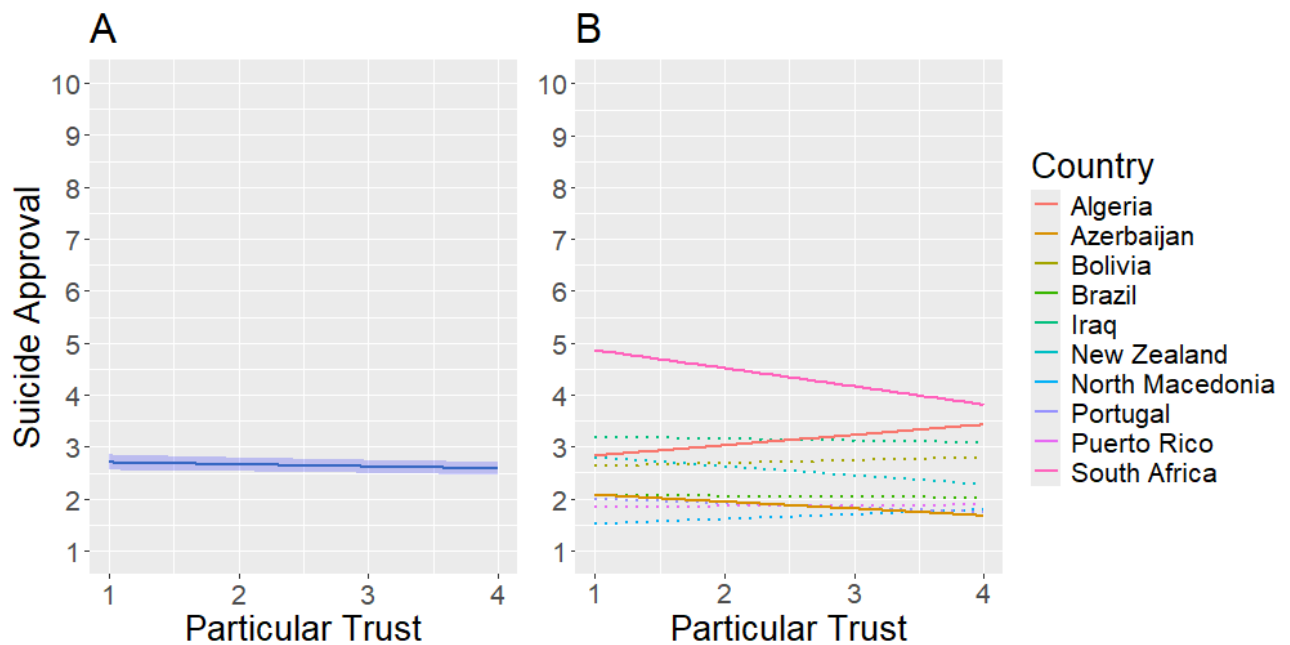 A
B
10
9
8
7
6
5
4
3
2
1
Suicide Approval
1 2 3 4
Particular Trust
10
9
8
7
6
5
4
3
2
1
1 2 3 4
Particular Trust
Country
Algeria
Azerbaijan
Bolivia
Brazil
Iraq
New Zealand
North Macedonia
Portugal
Puerto Rico
South Africa